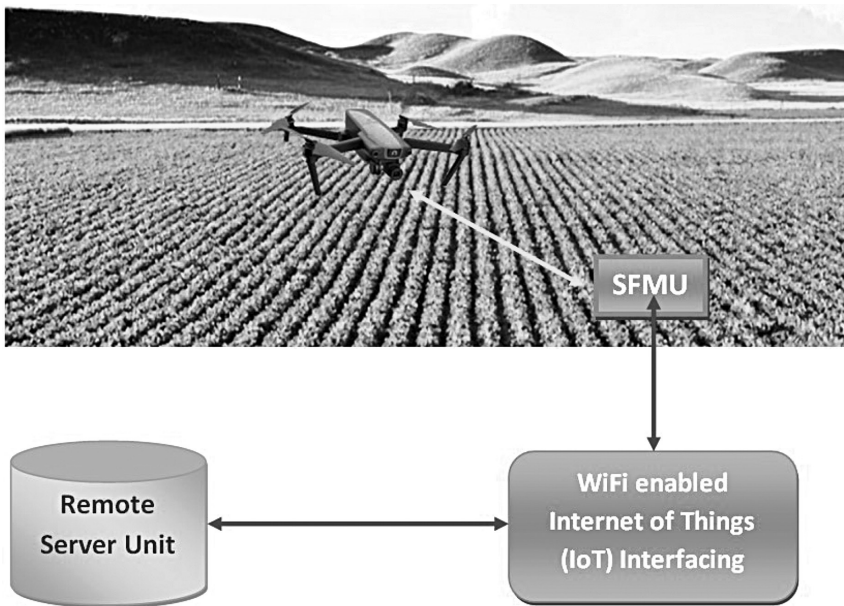 SFMU
WiFi enabled
Internet of Things
(IoT) Interfacing
Remote
Server Unit